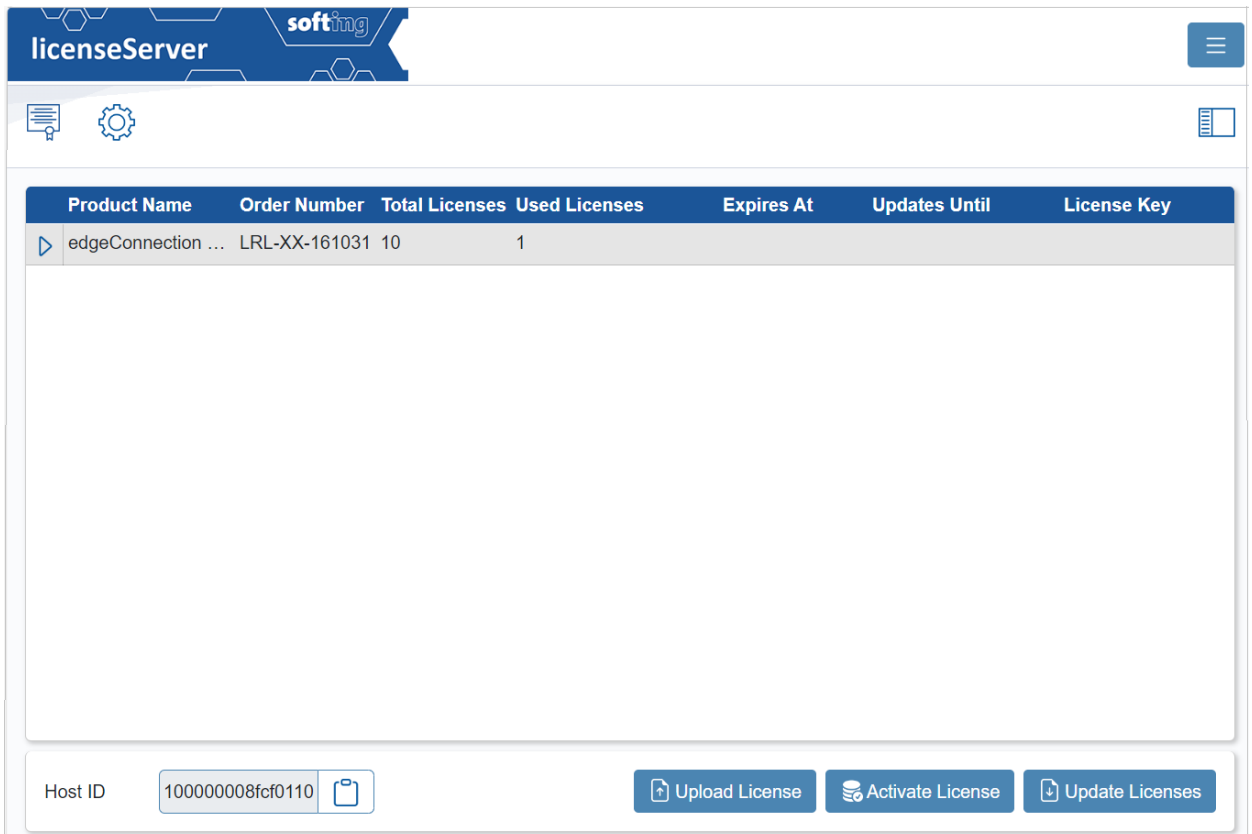 softing
licenseServer
Product Name Order Number Total Licenses Used Licenses Expires At Updates Until License Key
edgeConnection ... LRL-XX-161031 10 1
Host ID 100000008fcf0110 Upload License Activate License Update Licenses